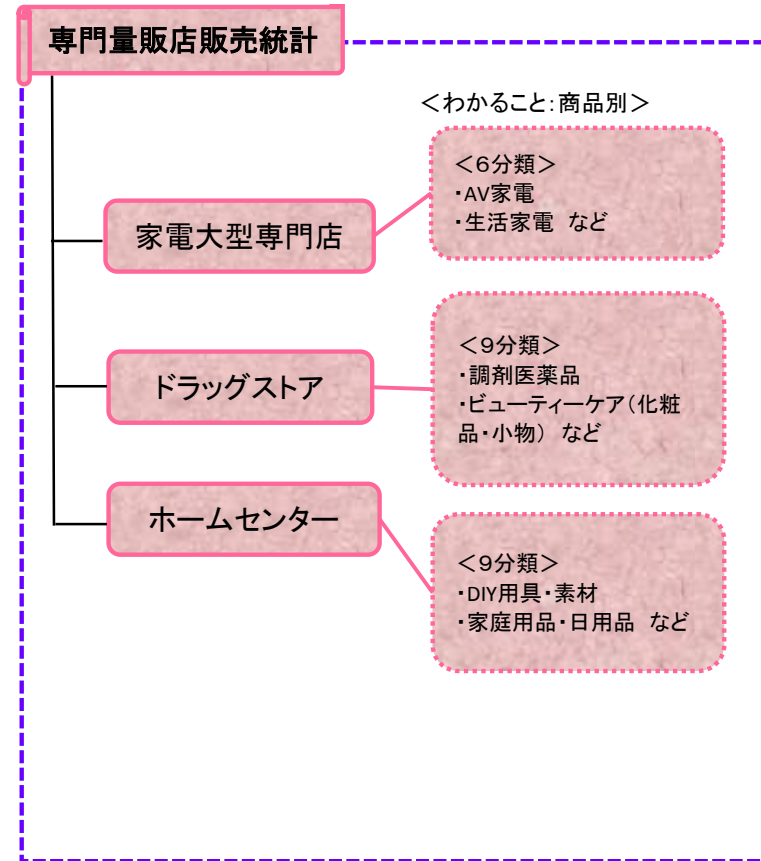 専門量販店販売統計
＜わかること：商品別＞
＜６分類＞
・AV家電
・生活家電　など
家電大型専門店
＜９分類＞
・調剤医薬品
・ビューティーケア（化粧
品・小物）　など
ドラッグストア
ホームセンター
＜９分類＞
・DIY用具・素材
・家庭用品・日用品　など